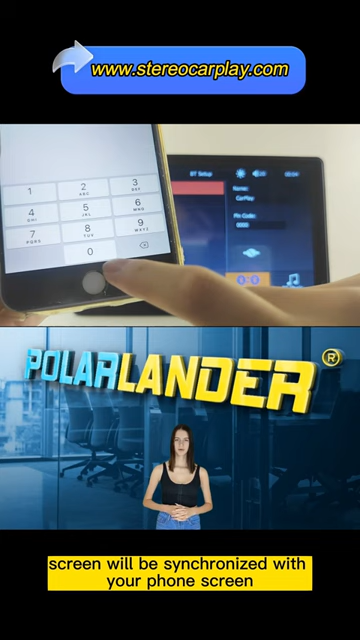 www.stereocarplay.com
BT Setup
Name:
CarPlay
Pin Code:
0000
1
2
ABC
3
DEF
4
GHI
5
JKL
6
MNO
7
PQRS
8
TUV
9
WXYZ
0
POLARLANDER®
screen will be synchronized with
your phone screen